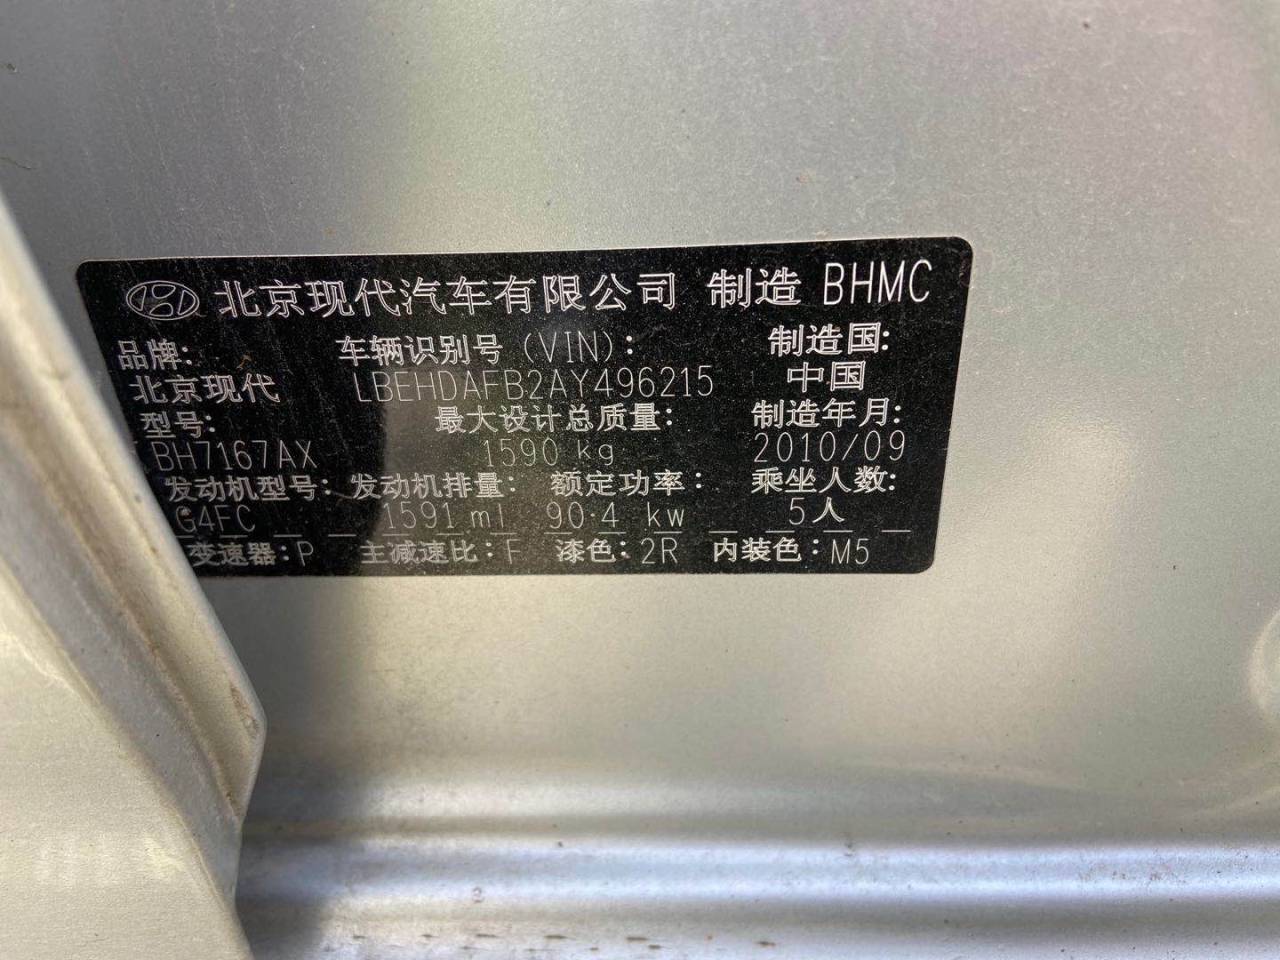 北京现代汽车有限公司 制造 BHMC
品牌: 车辆识别号 (VIN): 制造国:
北京现代 LBEHDAFB2AY496215 中国
型号: 最大设计总质量: 制造年月:
BH7167AX 1590 kg 2010/09
发动机型号: 发动机排量: 额定功率: 乘坐人数:
G4FC 1591 ml 90.4 kw 5人
变速器:P 主减速比:F 漆色:2R 内装色:M5